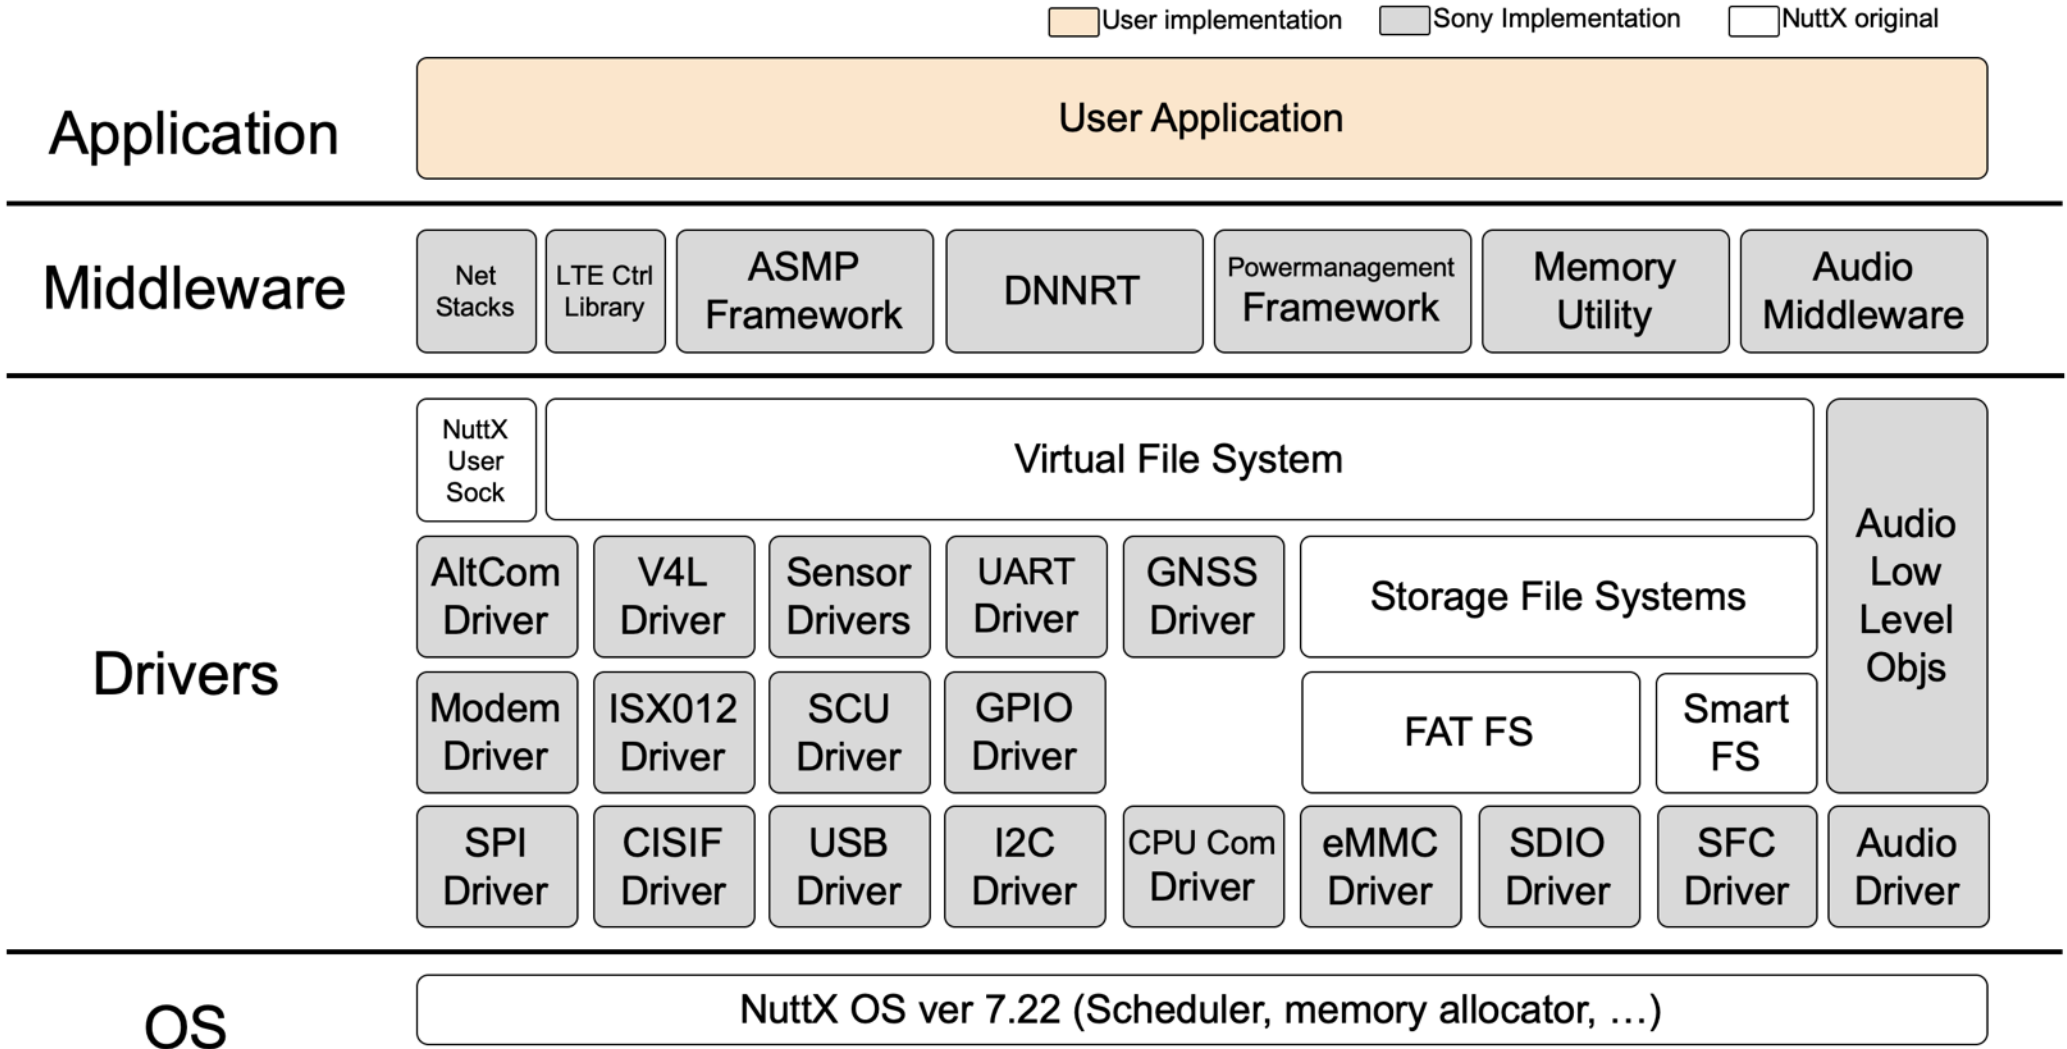 User implementation
Sony Implementation
NuttX original
Application
User Application
Middleware
Net
Stacks
LTE Ctrl
Library
ASMP
Framework
DNNRT
Powermanagement
Framework
Memory
Utility
Audio
Middleware
Drivers
NuttX
User
Sock
Virtual File System
Audio
Low
Level
Objs
AltCom
Driver
V4L
Driver
Sensor
Drivers
UART
Driver
GNSS
Driver
Storage File Systems
Modem
Driver
ISX012
Driver
SCU
Driver
GPIO
Driver
FAT FS
Smart
FS
SPI
Driver
CISIF
Driver
USB
Driver
I2C
Driver
CPU Com
Driver
eMMC
Driver
SDIO
Driver
SFC
Driver
Audio
Driver
OS
NuttX OS ver 7.22 (Scheduler, memory allocator, …)